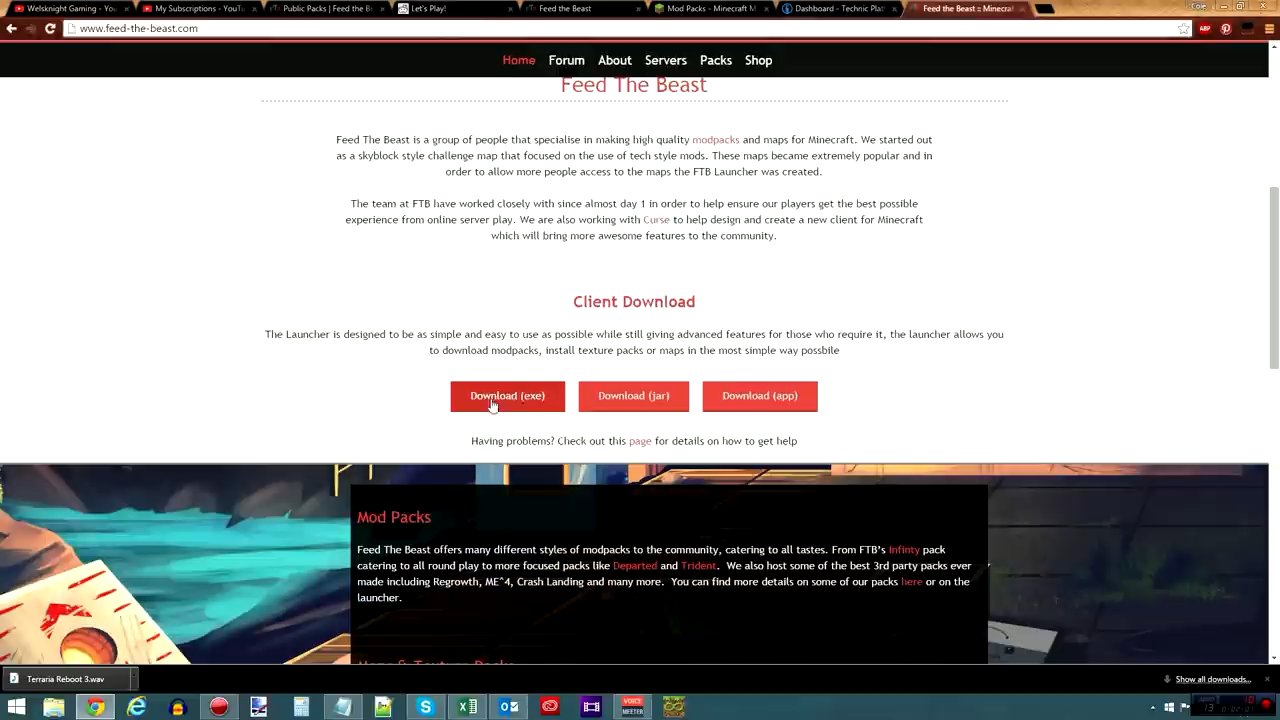 Welsknight Gaming - You
My Subscriptions - YouTu
Public Packs | Feed the Be
Let's Play!
Feed the Beast
Mod Packs - Minecraft M
Dashboard - Technic Plat
Feed the Beast :: Minecraf
www.feed-the-beast.com
ABP
Home Forum About Servers Packs Shop
Feed The Beast
Feed The Beast is a group of people that specialise in making high quality modpacks and maps for Minecraft. We started out
as a skyblock style challenge map that focused on the use of tech style mods. These maps became extremely popular and in
order to allow more people access to the maps the FTB Launcher was created.
The team at FTB have worked closely with since almost day 1 in order to help ensure our players get the best possible
experience from online server play. We are also working with Curse to help design and create a new client for Minecraft
which will bring more awesome features to the community.
Client Download
The Launcher is designed to be as simple and easy to use as possible while still giving advanced features for those who require it, the launcher allows you
to download modpacks, install texture packs or maps in the most simple way possbile
Download (exe) Download (jar) Download (app)
Having problems? Check out this page for details on how to get help
Mod Packs
Feed The Beast offers many different styles of modpacks to the community, catering to all tastes. From FTB's Infinty pack
catering to all round play to more focused packs like Departed and Trident. We also host some of the best 3rd party packs ever
made including Regrowth, ME^4, Crash Landing and many more. You can find more details on some of our packs here or on the
launcher.
Maps & Texture Packs
Terraria Reboot 3.wav
Show all downloads...
VOICE
MEETER